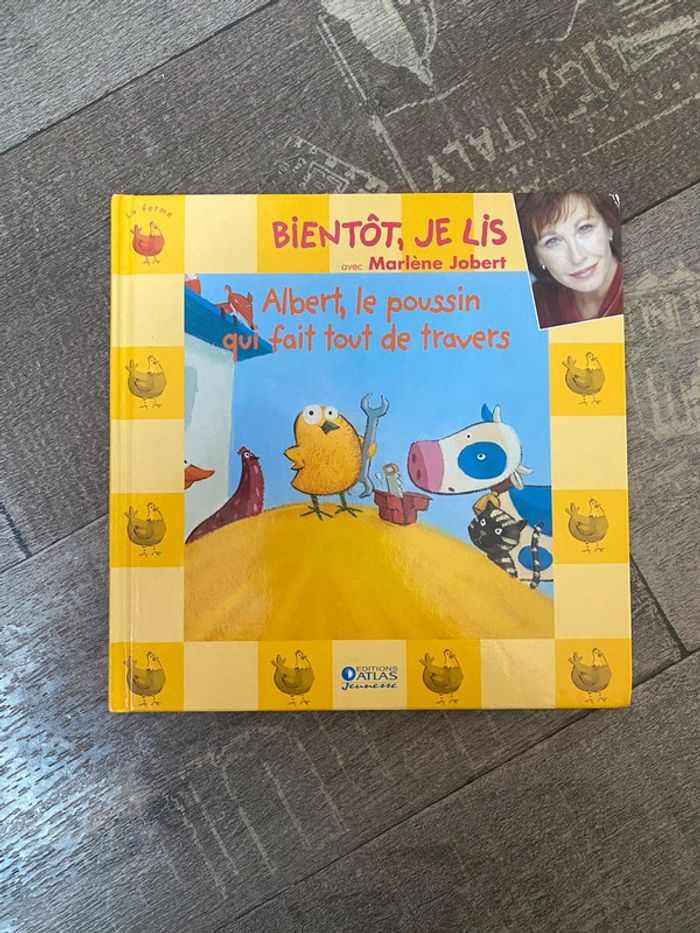 La ferme
BiENTÔT, JE LiS
avec Marlène Jobert
Albert, le poussin
qui fait tout de travers
EDITIONS
ATLAS
Jeunesse
ITALY